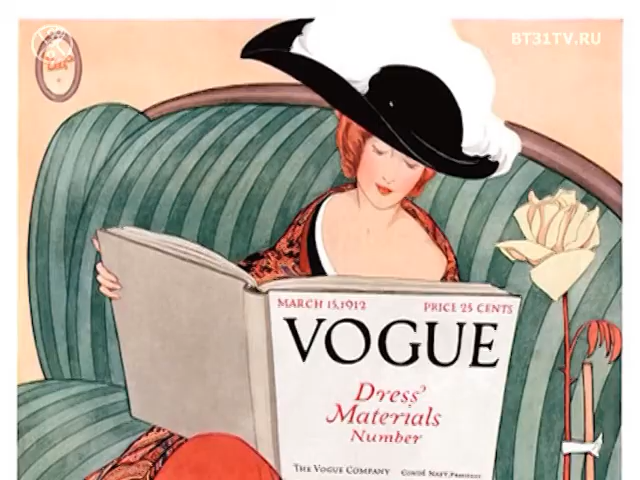 BT31TV.RU
MARCH 15, 1912 PRICE 25 CENTS
VOGUE
Dress'
Materials
Number
THE VOGUE COMPANY CONDÉ NAST, PRESIDENT